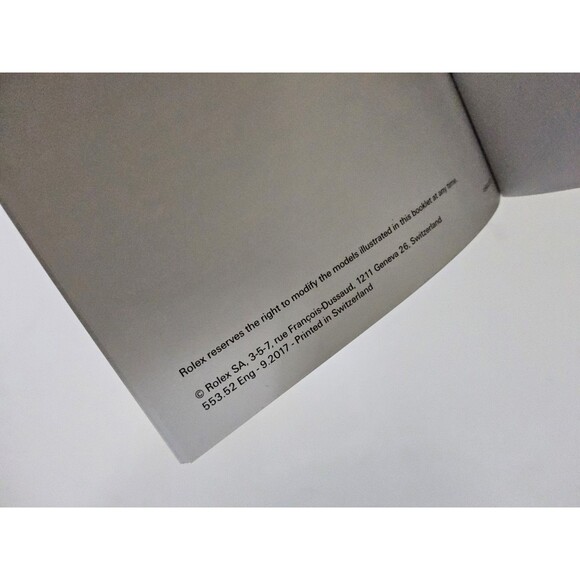 Rolex reserves the right to modify the models illustrated in this booklet at any time.
© Rolex SA, 3-5-7, rue François-Dussaud, 1211 Geneva 26, Switzerland
553.52 Eng - 9.2017 - Printed in Switzerland